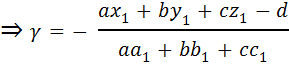 ⇒ γ = − (ax₁ + by₁ + cz₁ − d) / (aa₁ + bb₁ + cc₁)